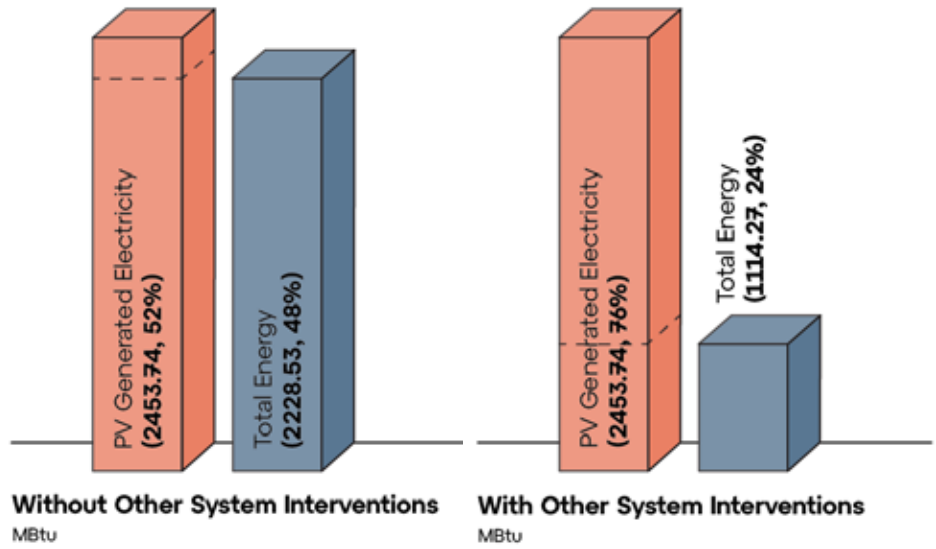 PV Generated Electricity
(2453.74, 52%)
Total Energy
(2228.53, 48%)
Without Other System Interventions
MBtu
PV Generated Electricity
(2453.74, 76%)
Total Energy
(1114.27, 24%)
With Other System Interventions
MBtu